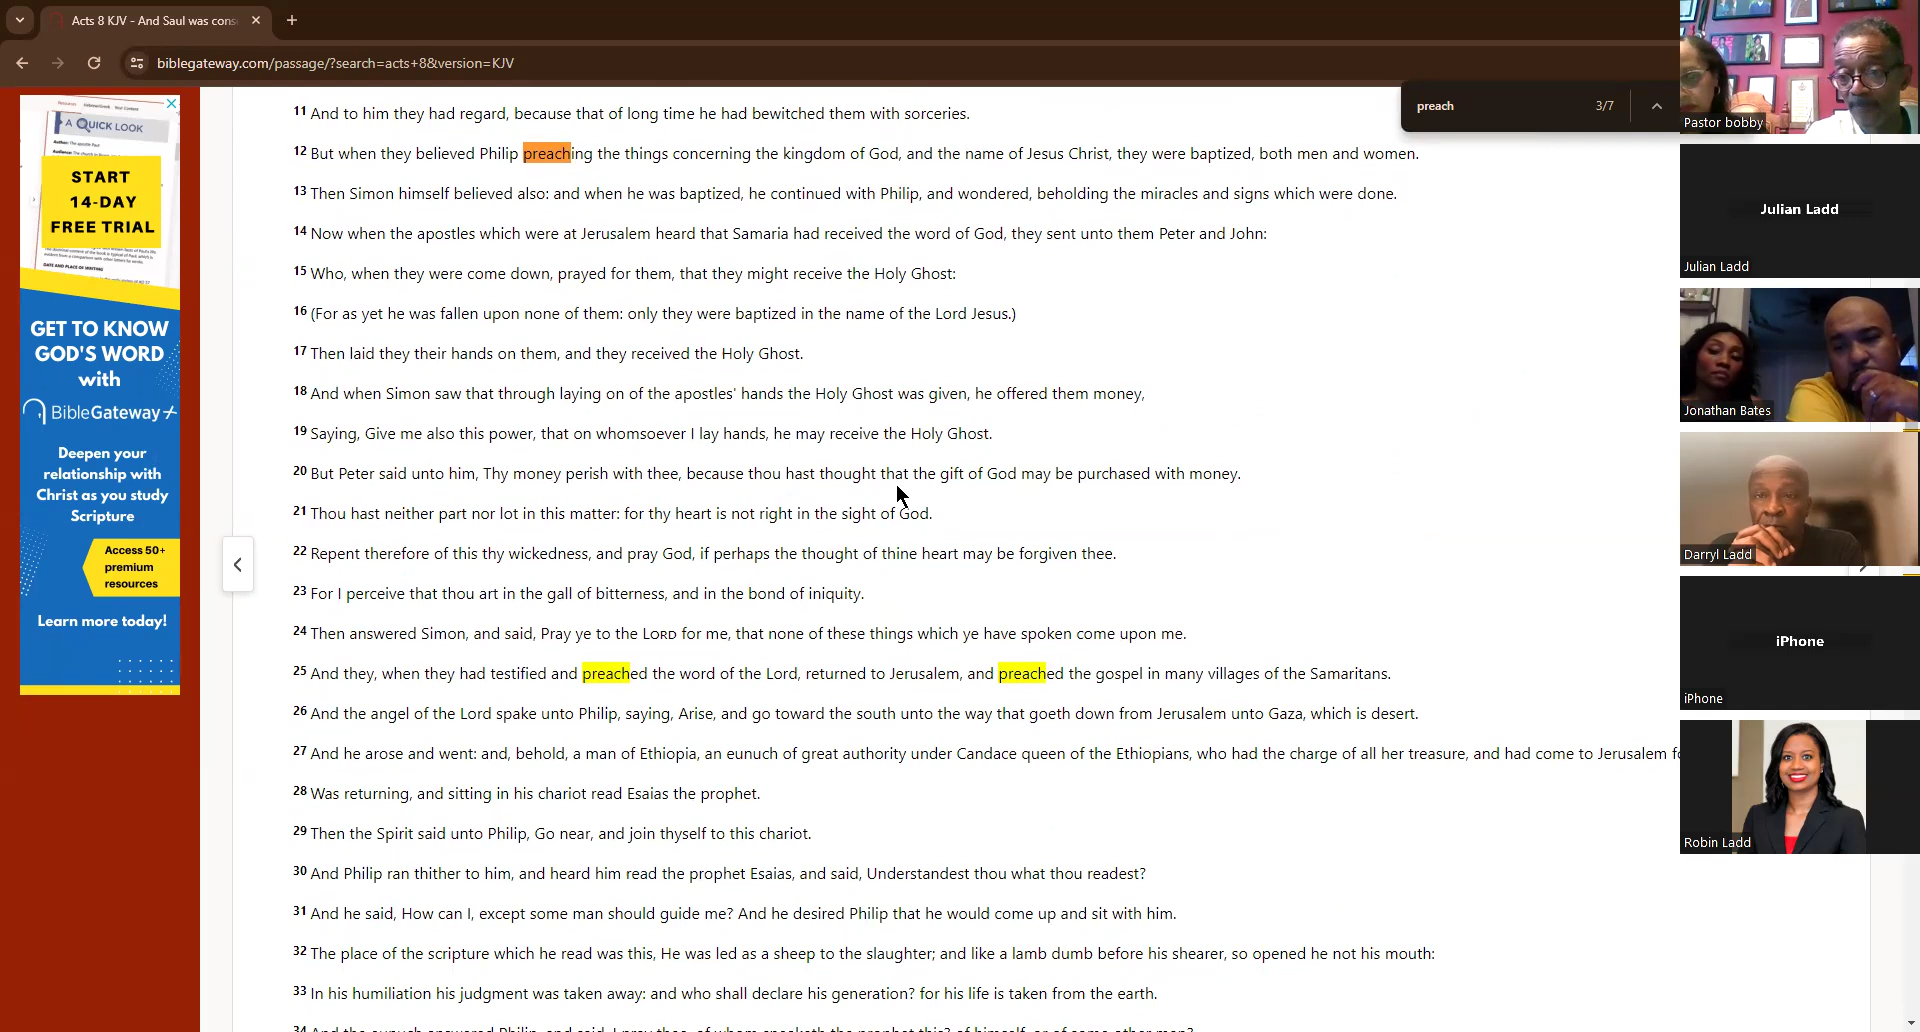 Acts 8 KJV - And Saul was cons
biblegateway.com/passage/?search=acts+8&version=KJV
preach 3/7
A QUICK LOOK
START
14-DAY
FREE TRIAL
DATE AND PLACE OF WRITING
GET TO KNOW
GOD'S WORD
with
BibleGateway+
Deepen your
relationship with
Christ as you study
Scripture
Access 50+
premium
resources
Learn more today!
11 And to him they had regard, because that of long time he had bewitched them with sorceries.
12 But when they believed Philip preaching the things concerning the kingdom of God, and the name of Jesus Christ, they were baptized, both men and women.
13 Then Simon himself believed also: and when he was baptized, he continued with Philip, and wondered, beholding the miracles and signs which were done.
14 Now when the apostles which were at Jerusalem heard that Samaria had received the word of God, they sent unto them Peter and John:
15 Who, when they were come down, prayed for them, that they might receive the Holy Ghost:
16 (For as yet he was fallen upon none of them: only they were baptized in the name of the Lord Jesus.)
17 Then laid they their hands on them, and they received the Holy Ghost.
18 And when Simon saw that through laying on of the apostles' hands the Holy Ghost was given, he offered them money,
19 Saying, Give me also this power, that on whomsoever I lay hands, he may receive the Holy Ghost.
20 But Peter said unto him, Thy money perish with thee, because thou hast thought that the gift of God may be purchased with money.
21 Thou hast neither part nor lot in this matter: for thy heart is not right in the sight of God.
22 Repent therefore of this thy wickedness, and pray God, if perhaps the thought of thine heart may be forgiven thee.
23 For I perceive that thou art in the gall of bitterness, and in the bond of iniquity.
24 Then answered Simon, and said, Pray ye to the LORD for me, that none of these things which ye have spoken come upon me.
25 And they, when they had testified and preached the word of the Lord, returned to Jerusalem, and preached the gospel in many villages of the Samaritans.
26 And the angel of the Lord spake unto Philip, saying, Arise, and go toward the south unto the way that goeth down from Jerusalem unto Gaza, which is desert.
27 And he arose and went: and, behold, a man of Ethiopia, an eunuch of great authority under Candace queen of the Ethiopians, who had the charge of all her treasure, and had come to Jerusalem fo
28 Was returning, and sitting in his chariot read Esaias the prophet.
29 Then the Spirit said unto Philip, Go near, and join thyself to this chariot.
30 And Philip ran thither to him, and heard him read the prophet Esaias, and said, Understandest thou what thou readest?
31 And he said, How can I, except some man should guide me? And he desired Philip that he would come up and sit with him.
32 The place of the scripture which he read was this, He was led as a sheep to the slaughter; and like a lamb dumb before his shearer, so opened he not his mouth:
33 In his humiliation his judgment was taken away: and who shall declare his generation? for his life is taken from the earth.
34 And the eunuch answered Philip, and said, I pray thee, of whom speaketh the prophet this? of himself, or of some other man?
Pastor bobby
Julian Ladd
Julian Ladd
Jonathan Bates
Darryl Ladd
iPhone
iPhone
Robin Ladd